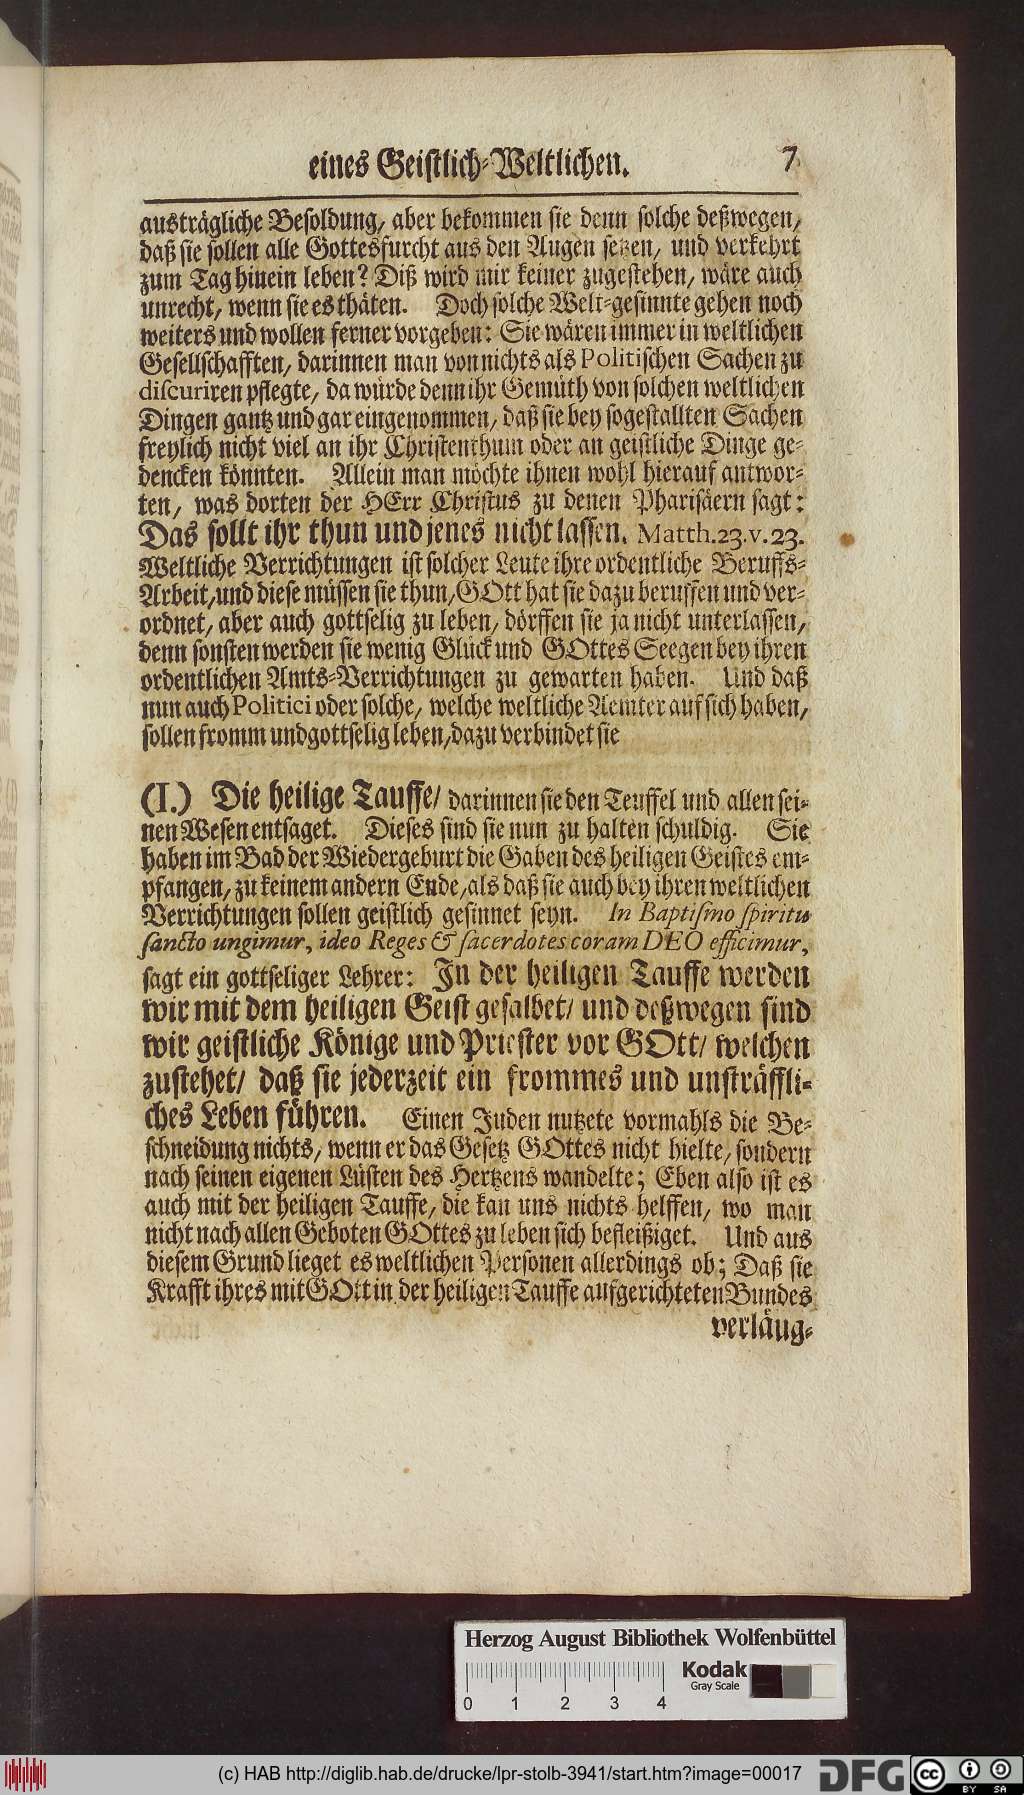 eines Geistlich-Weltlichen. 7
austrägliche Besoldung, aber bekommen sie denn solche deßwegen,
daß sie sollen alle Gottesfurcht aus den Augen setzen, und verkehrt
zum Tag hinein leben? Diß wird mir keiner zugestehen, wäre auch
unrecht, wenn sie es thäten. Doch solche Welt-gesinnte gehen noch
weiters und wollen ferner vorgeben: Sie wären immer in weltlichen
Gesellschafften, darinnen man von nichts als Politischen Sachen zu
discuriren pflegte, da würde denn ihr Gemüth von solchen weltlichen
Dingen gantz und gar eingenommen, daß sie bey sogestallten Sachen
freylich nicht viel an ihr Christenthum oder an geistliche Dinge ge-
dencken könnten. Allein man möchte ihnen wohl hierauf antwor-
ten, was dorten der HErr Christus zu denen Pharisäern sagt:
Das sollt ihr thun und jenes nicht lassen. Matth. 23. v. 23.
Weltliche Verrichtungen ist solcher Leute ihre ordentliche Beruffs-
Arbeit, und diese müssen sie thun, GOtt hat sie dazu beruffen und ver-
ordnet, aber auch gottselig zu leben, dörffen sie ja nicht unterlassen,
denn sonsten werden sie wenig Glück und GOttes Seegen bey ihren
ordentlichen Amts-Verrichtungen zu gewarten haben. Und daß
nun auch Politici oder solche, welche weltliche Aemter auf sich haben,
sollen fromm und gottselig leben, dazu verbindet sie
(I.) Die heilige Tauffe/ darinnen sie den Teuffel und allen sei-
nen Wesen entsaget. Dieses sind sie nun zu halten schuldig. Sie
haben im Bad der Wiedergeburt die Gaben des heiligen Geistes em-
pfangen, zu keinem andern Ende, als daß sie auch bey ihren weltlichen
Verrichtungen sollen geistlich gesinnet seyn. In Baptismo spiritu
sancto ungimur, ideo Reges & sacerdotes coram DEO efficimur,
sagt ein gottseliger Lehrer: In der heiligen Tauffe werden
wir mit dem heiligen Geist gesalbet/ und deßwegen sind
wir geistliche Könige und Priester vor GOtt/ welchen
zustehet/ daß sie jederzeit ein frommes und unsträffli-
ches Leben führen. Einen Juden nutzete vormahls die Be-
schneidung nichts, wenn er das Gesetz GOttes nicht hielte, sondern
nach seinen eigenen Lüsten des Hertzens wandelte; Eben also ist es
auch mit der heiligen Tauffe, die kan uns nichts helffen, wo man
nicht nach allen Geboten GOttes zu leben sich befleißiget. Und aus
diesem Grund lieget es weltlichen Personen allerdings ob; Daß sie
Krafft ihres mit GOtt in der heiligen Tauffe aufgerichteten Bundes
verläug-
Herzog August Bibliothek Wolfenbüttel
Kodak
Gray Scale
0 1 2 3 4
(c) HAB http://diglib.hab.de/drucke/lpr-stolb-3941/start.htm?image=00017
DFG
cc BY SA